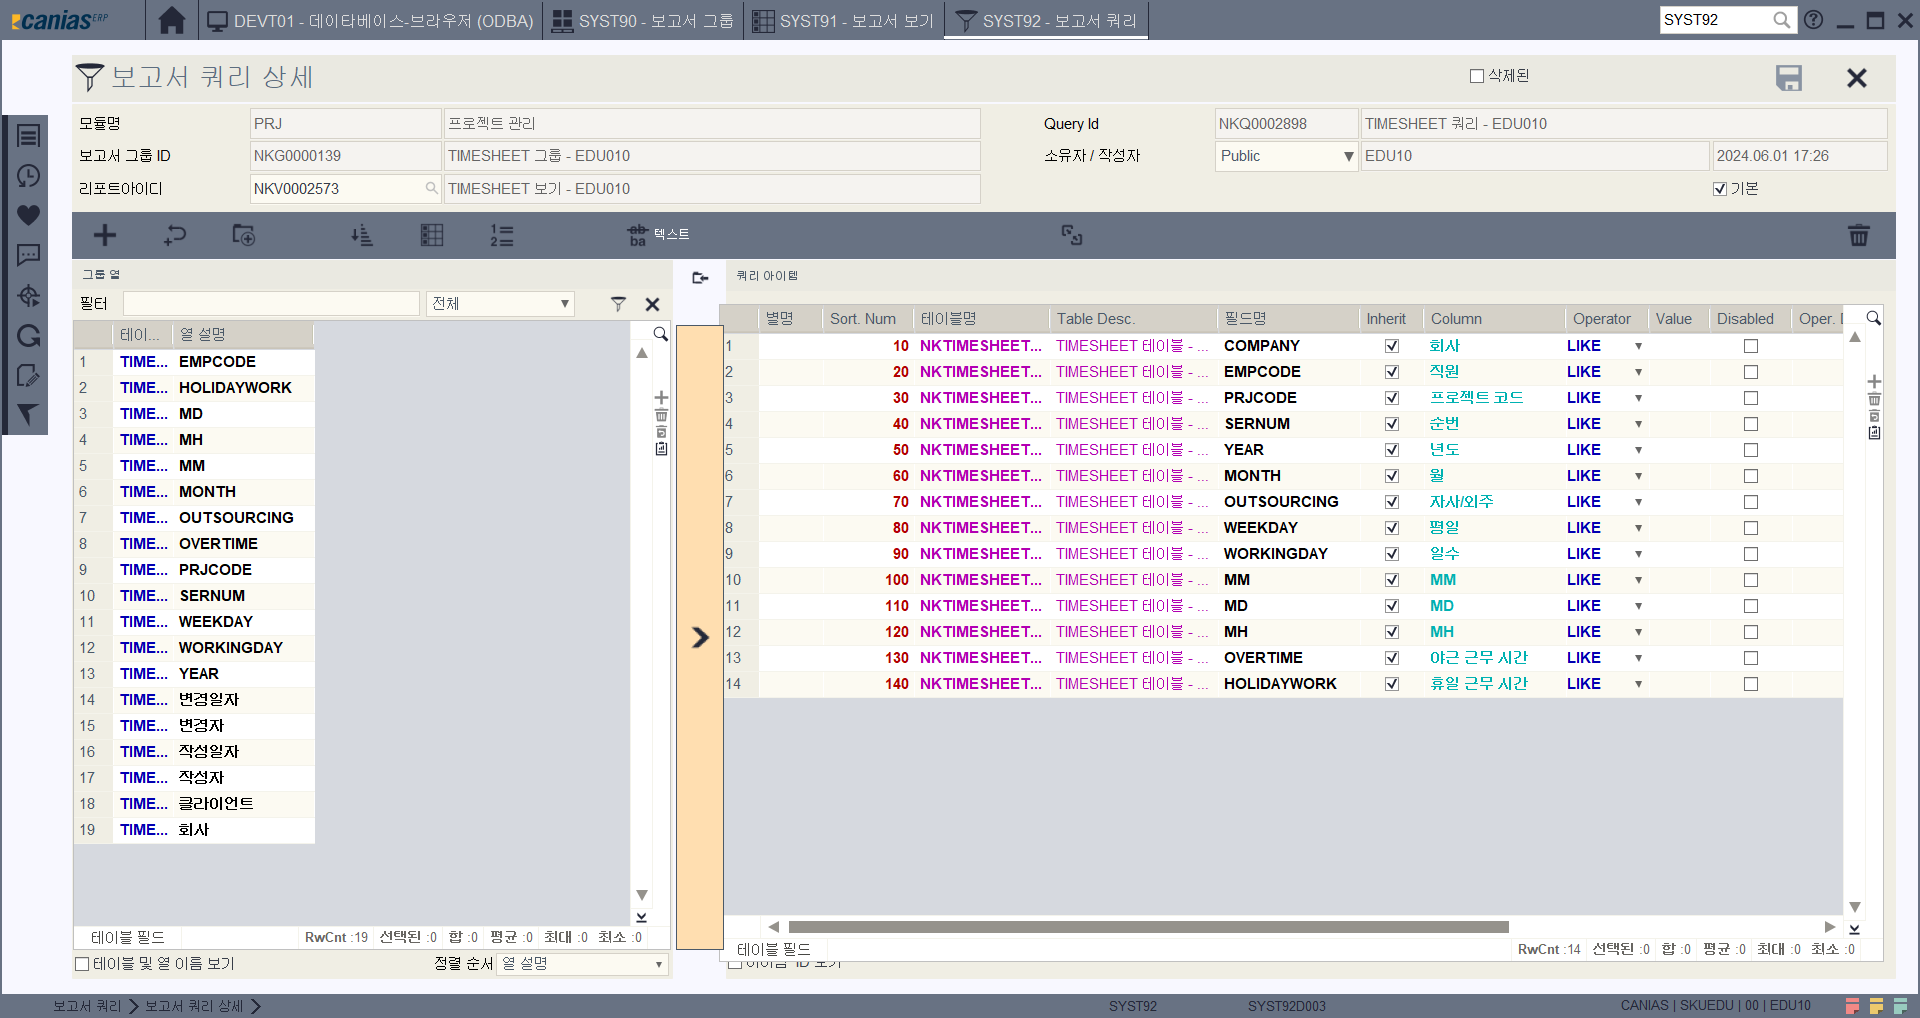 canias ERP
DEVT01 - 데이타베이스-브라우저 (ODBA)
SYST90 - 보고서 그룹
SYST91 - 보고서 보기
SYST92 - 보고서 쿼리
SYST92
보고서 쿼리 상세
삭제된
모듈명 PRJ 프로젝트 관리
Query Id NKQ0002898 TIMESHEET 쿼리 - EDU010
보고서 그룹 ID NKG0000139 TIMESHEET 그룹 - EDU010
소유자 / 작성자 Public EDU10 2024.06.01 17:26
리포트아이디 NKV0002573 TIMESHEET 보기 - EDU010
기본
텍스트
그룹 열
필터 전체
테이... 열 설명
1 TIME... EMPCODE
2 TIME... HOLIDAYWORK
3 TIME... MD
4 TIME... MH
5 TIME... MM
6 TIME... MONTH
7 TIME... OUTSOURCING
8 TIME... OVERTIME
9 TIME... PRJCODE
10 TIME... SERNUM
11 TIME... WEEKDAY
12 TIME... WORKINGDAY
13 TIME... YEAR
14 TIME... 변경일자
15 TIME... 변경자
16 TIME... 작성일자
17 TIME... 작성자
18 TIME... 클라이언트
19 TIME... 회사
테이블 필드 RwCnt :19 선택된 :0 합 :0 평균 :0 최대 :0 최소 :0
테이블 및 열 이름 보기 정렬 순서 열 설명
쿼리 아이템
별명 Sort. Num 테이블명 Table Desc. 필드명 Inherit Column Operator Value Disabled Oper.
1 10 NKTIMESHEET... TIMESHEET 테이블 - ... COMPANY 회사 LIKE
2 20 NKTIMESHEET... TIMESHEET 테이블 - ... EMPCODE 직원 LIKE
3 30 NKTIMESHEET... TIMESHEET 테이블 - ... PRJCODE 프로젝트 코드 LIKE
4 40 NKTIMESHEET... TIMESHEET 테이블 - ... SERNUM 순번 LIKE
5 50 NKTIMESHEET... TIMESHEET 테이블 - ... YEAR 년도 LIKE
6 60 NKTIMESHEET... TIMESHEET 테이블 - ... MONTH 월 LIKE
7 70 NKTIMESHEET... TIMESHEET 테이블 - ... OUTSOURCING 자사/외주 LIKE
8 80 NKTIMESHEET... TIMESHEET 테이블 - ... WEEKDAY 평일 LIKE
9 90 NKTIMESHEET... TIMESHEET 테이블 - ... WORKINGDAY 일수 LIKE
10 100 NKTIMESHEET... TIMESHEET 테이블 - ... MM MM LIKE
11 110 NKTIMESHEET... TIMESHEET 테이블 - ... MD MD LIKE
12 120 NKTIMESHEET... TIMESHEET 테이블 - ... MH MH LIKE
13 130 NKTIMESHEET... TIMESHEET 테이블 - ... OVERTIME 야근 근무 시간 LIKE
14 140 NKTIMESHEET... TIMESHEET 테이블 - ... HOLIDAYWORK 휴일 근무 시간 LIKE
테이블 필드 RwCnt :14 선택된 :0 합 :0 평균 :0 최대 :0 최소 :0
보고서 쿼리 보고서 쿼리 상세 SYST92 SYST92D003 CANIAS | SKUEDU | 00 | EDU10